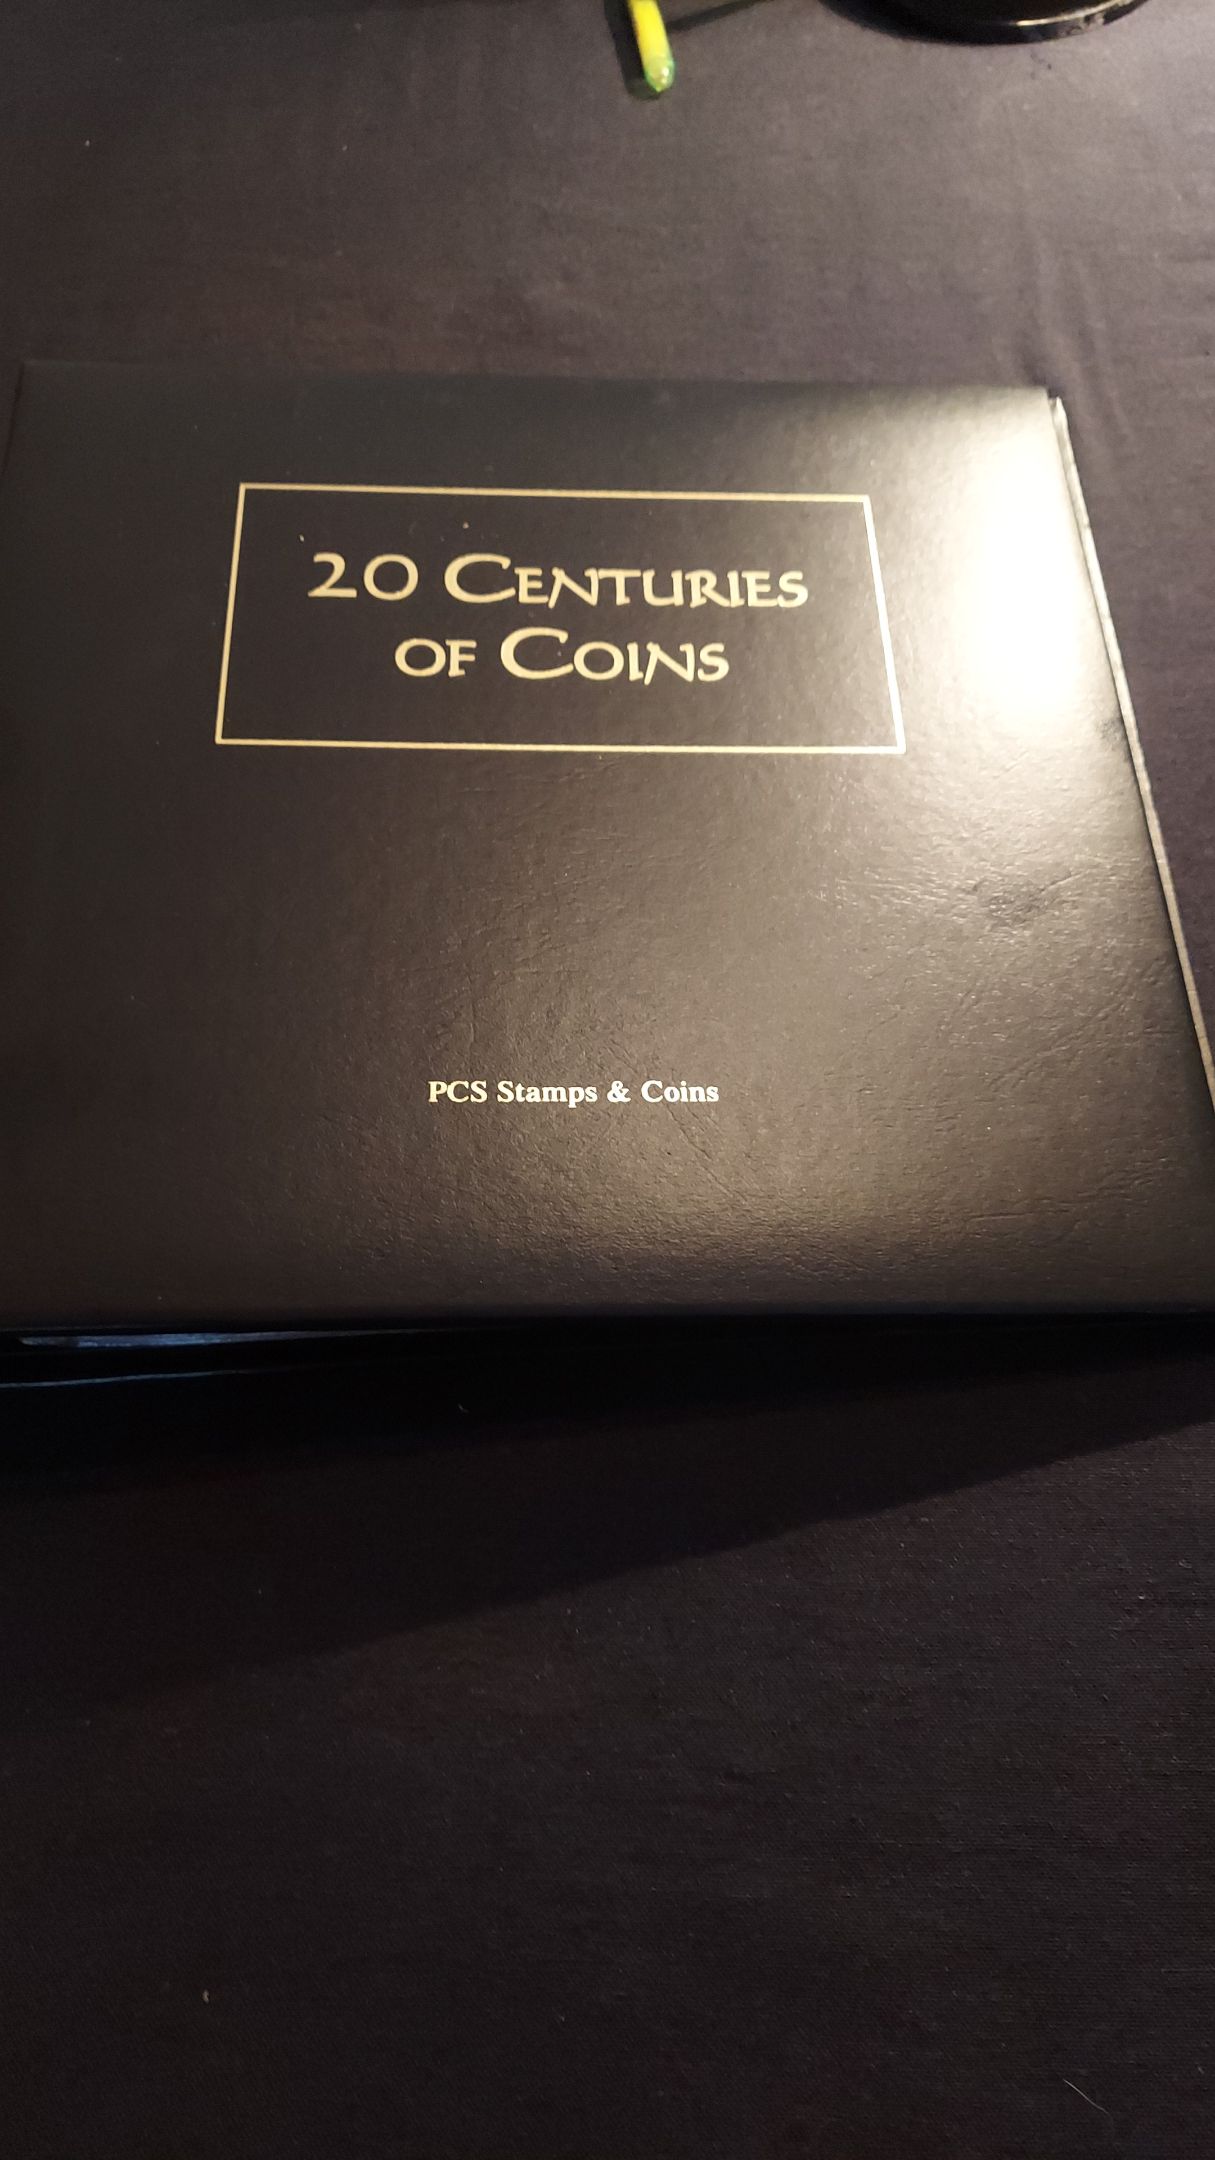 20 CENTURIES
OF COINS
PCS Stamps & Coins